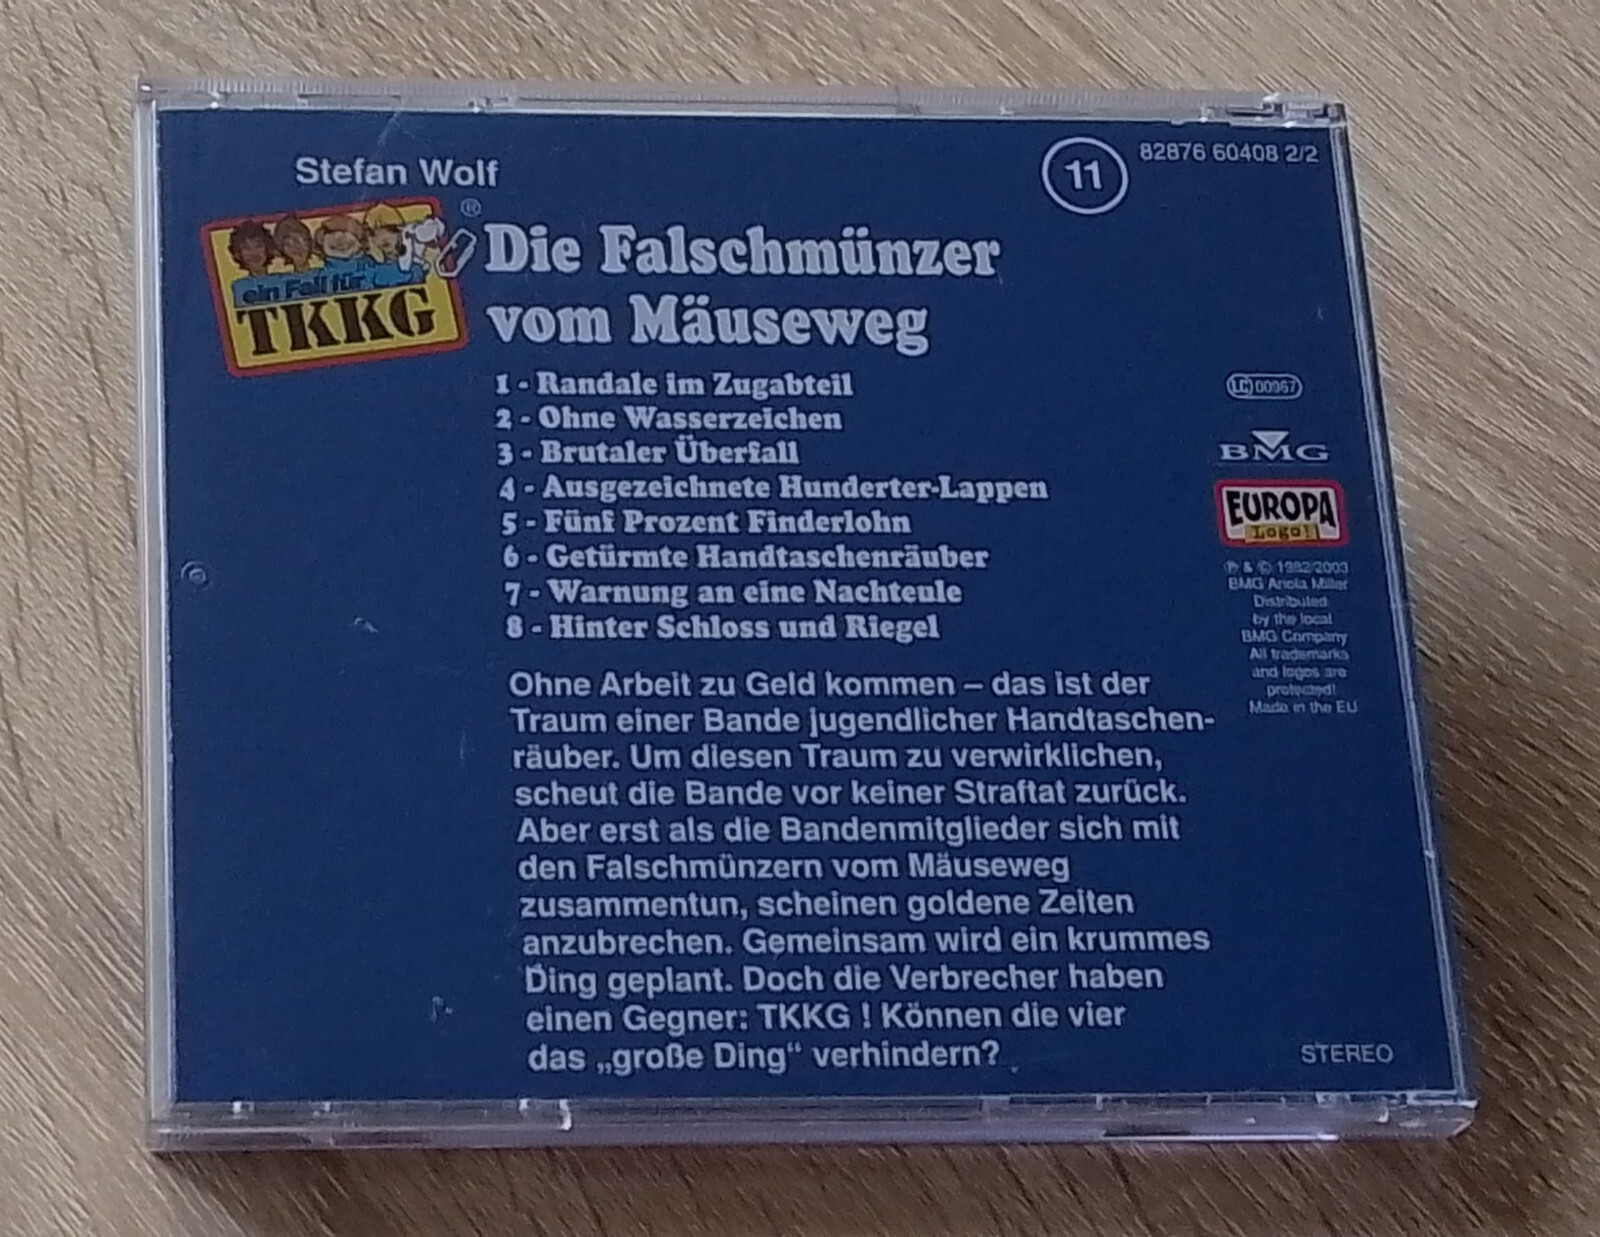 Stefan Wolf
11
82876 60408 2/2
®
ein Fall für
TKKG
Die Falschmünzer
vom Mäuseweg
1 - Randale im Zugabteil
2 - Ohne Wasserzeichen
3 - Brutaler Überfall
4 - Ausgezeichnete Hunderter-Lappen
5 - Fünf Prozent Finderlohn
6 - Getürmte Handtaschenräuber
7 - Warnung an eine Nachteule
8 - Hinter Schloss und Riegel
LC 00967
BMG
EUROPA
Logo!
℗ & © 1982/2003
BMG Ariola Miller
Distributed
by the local
BMG Company
All trademarks
and logos are
protected!
Made in the EU
Ohne Arbeit zu Geld kommen – das ist der
Traum einer Bande jugendlicher Handtaschen-
räuber. Um diesen Traum zu verwirklichen,
scheut die Bande vor keiner Straftat zurück.
Aber erst als die Bandenmitglieder sich mit
den Falschmünzern vom Mäuseweg
zusammentun, scheinen goldene Zeiten
anzubrechen. Gemeinsam wird ein krummes
Ding geplant. Doch die Verbrecher haben
einen Gegner: TKKG ! Können die vier
das „große Ding“ verhindern?
STEREO